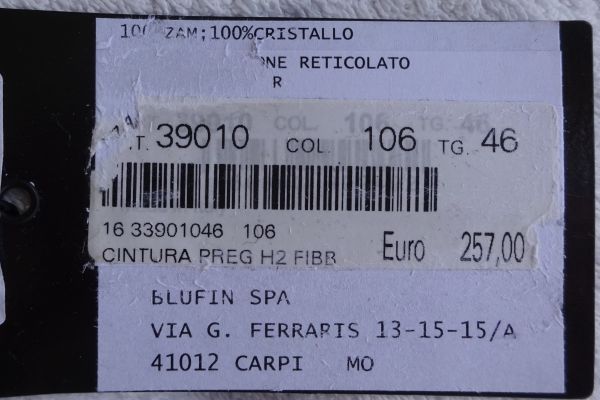 ZAM;100%CRISTALLO
RETICOLATO
R
39010 COL. 106 TG. 46
16 33901046 106
CINTURA PREG H2 FIBB Euro 257,00
BLUFIN SPA
VIA G. FERRARIS 13-15-15/A
41012 CARPI MO